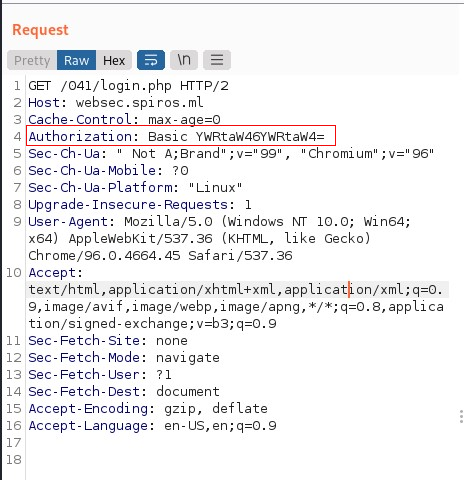 Request
Pretty Raw Hex \n
1 GET /041/login.php HTTP/2
2 Host: websec.spiros.ml
3 Cache-Control: max-age=0
4 Authorization: Basic YWRtaW46YWRtaW4=
5 Sec-Ch-Ua: " Not A;Brand";v="99", "Chromium";v="96"
6 Sec-Ch-Ua-Mobile: ?0
7 Sec-Ch-Ua-Platform: "Linux"
8 Upgrade-Insecure-Requests: 1
9 User-Agent: Mozilla/5.0 (Windows NT 10.0; Win64;
x64) AppleWebKit/537.36 (KHTML, like Gecko)
Chrome/96.0.4664.45 Safari/537.36
10 Accept:
text/html,application/xhtml+xml,application/xml;q=0.
9,image/avif,image/webp,image/apng,*/*;q=0.8,applica
tion/signed-exchange;v=b3;q=0.9
11 Sec-Fetch-Site: none
12 Sec-Fetch-Mode: navigate
13 Sec-Fetch-User: ?1
14 Sec-Fetch-Dest: document
15 Accept-Encoding: gzip, deflate
16 Accept-Language: en-US,en;q=0.9
17
18